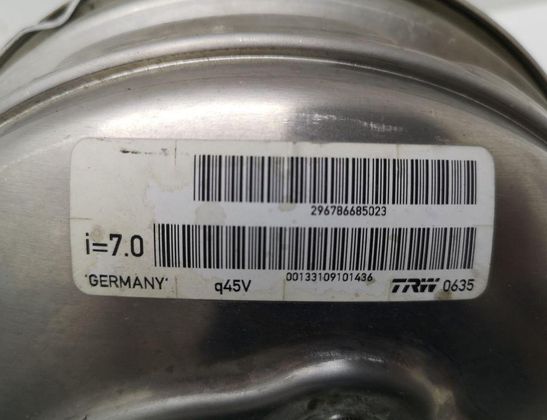 296786685023
i=7.0
00133109101436
'GERMANY' q45V TRW 0635